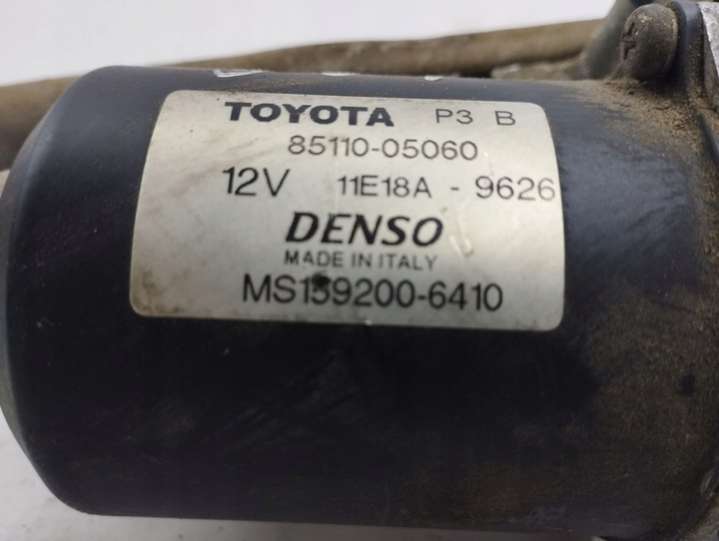 TOYOTA P3 B
85110-05060
12V 11E18A - 9626
DENSO
MADE IN ITALY
MS159200-6410